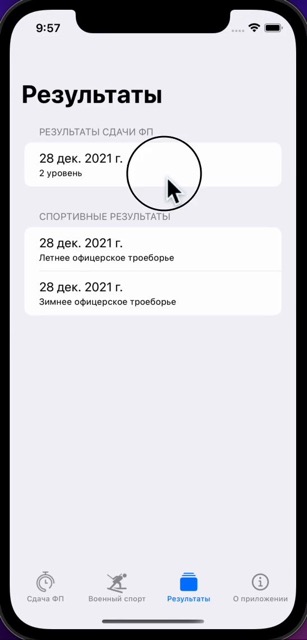 9:57
Результаты
РЕЗУЛЬТАТЫ СДАЧИ ФП
28 дек. 2021 г.
2 уровень
СПОРТИВНЫЕ РЕЗУЛЬТАТЫ
28 дек. 2021 г.
Летнее офицерское троеборье
28 дек. 2021 г.
Зимнее офицерское троеборье
Сдача ФП
Военный спорт
Результаты
О приложении